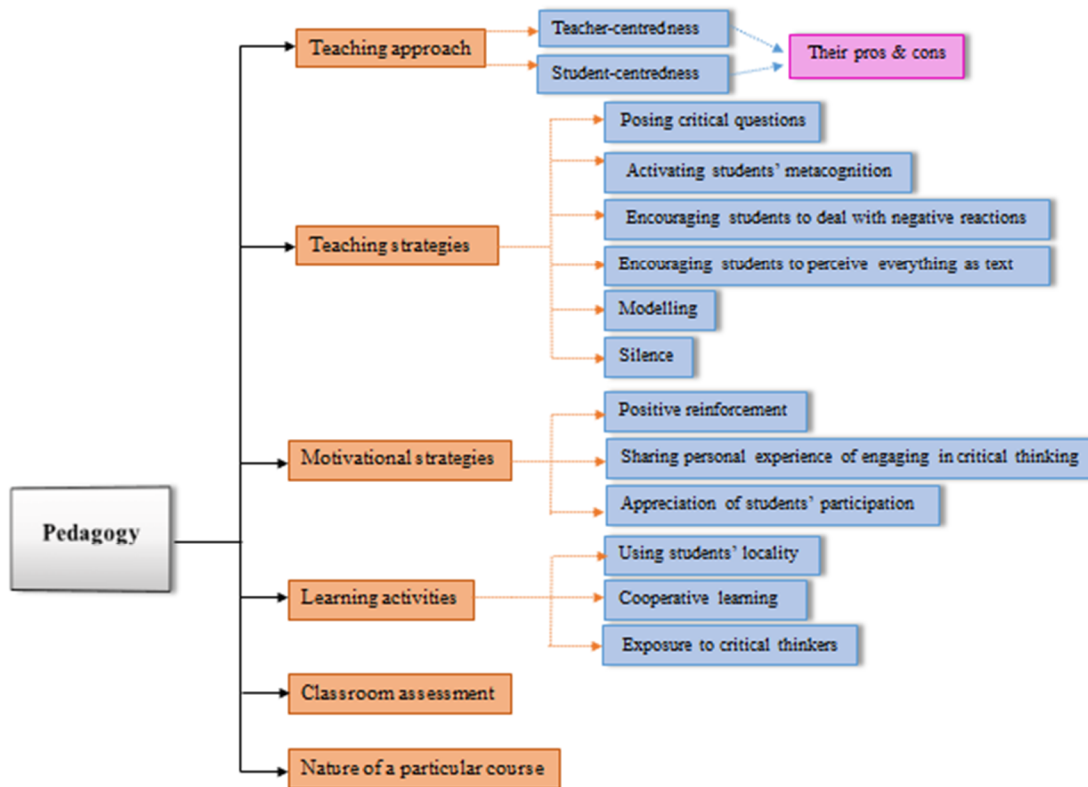 Teaching approach
Teacher-centredness
Student-centredness
Their pros & cons
Teaching strategies
Posing critical questions
Activating students’ metacognition
Encouraging students to deal with negative reactions
Encouraging students to perceive everything as text
Modelling
Silence
Motivational strategies
Positive reinforcement
Sharing personal experience of engaging in critical thinking
Appreciation of students’ participation
Pedagogy
Learning activities
Using students’ locality
Cooperative learning
Exposure to critical thinkers
Classroom assessment
Nature of a particular course